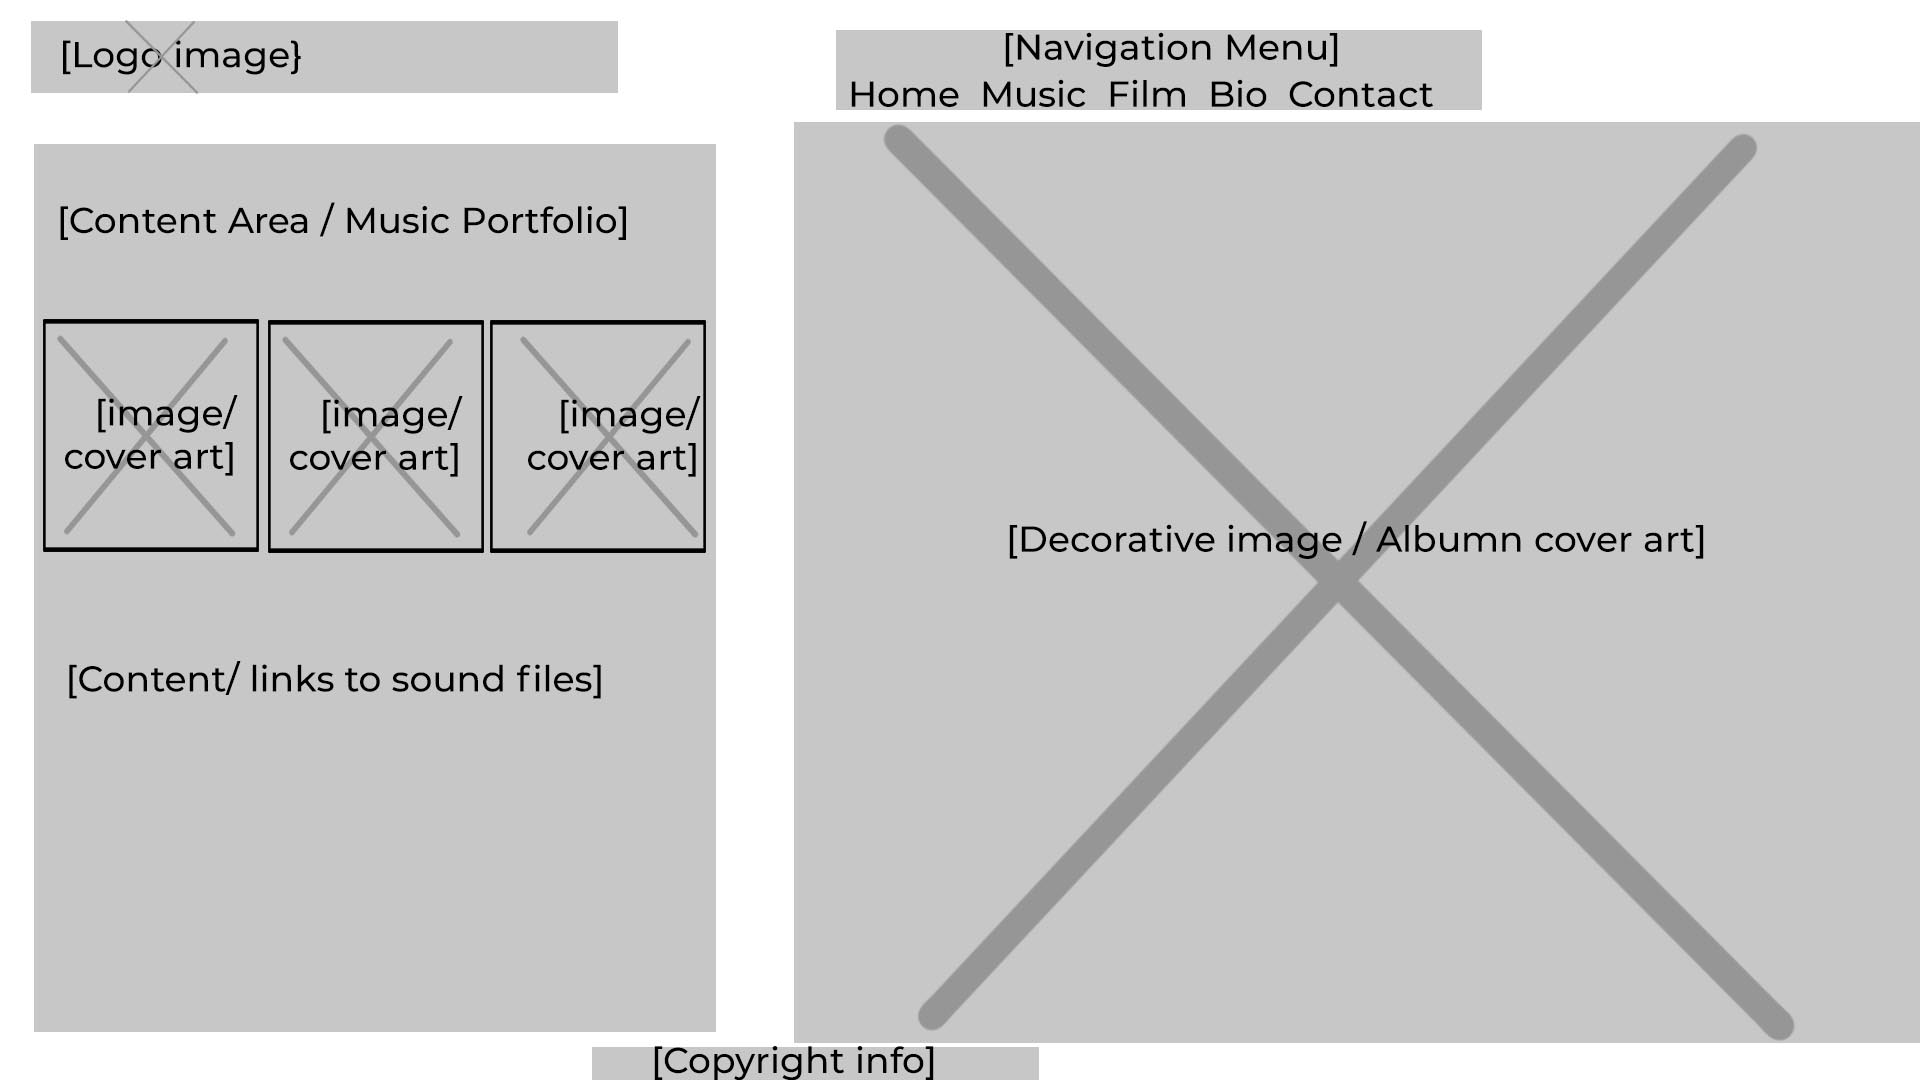 [Logo image}
[Navigation Menu]
Home Music Film Bio Contact
[Content Area / Music Portfolio]
[image/
cover art]
[image/
cover art]
[image/
cover art]
[Decorative image / Albumn cover art]
[Content/ links to sound files]
[Copyright info]